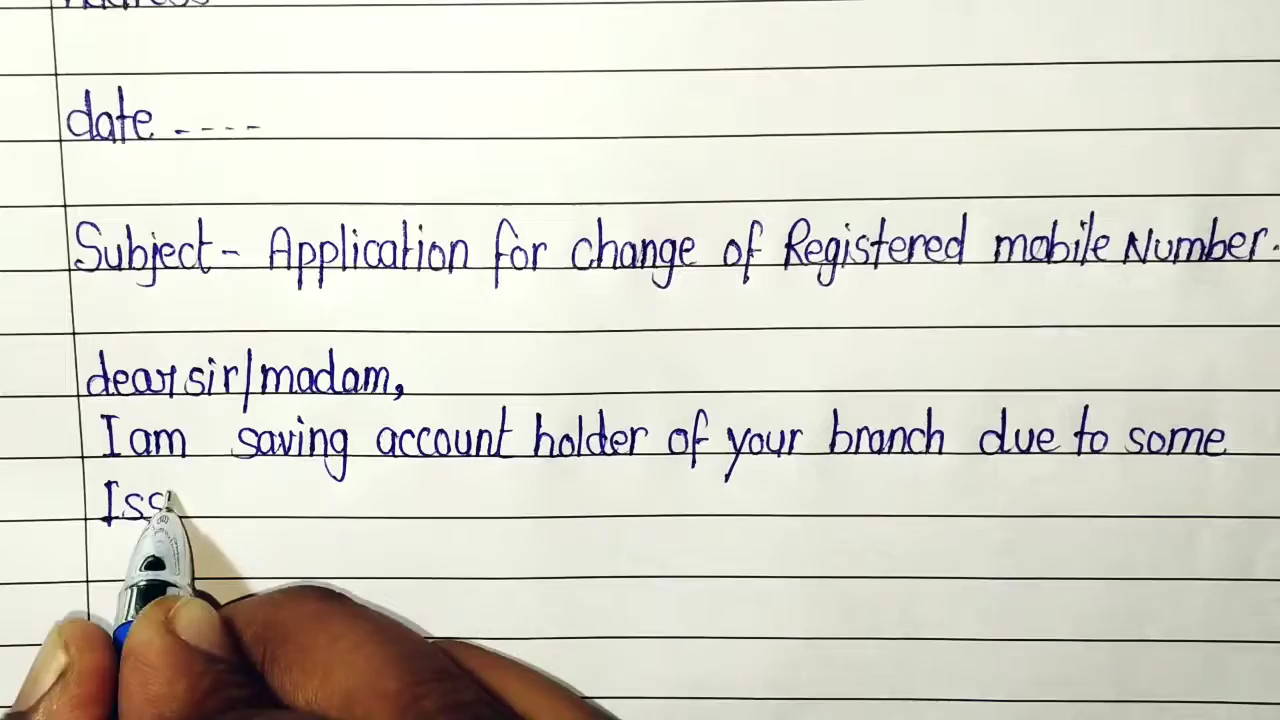 date ----
Subject- Application for change of Registered mobile Number.
dear sir/madam,
I am saving account holder of your branch due to some
Iss